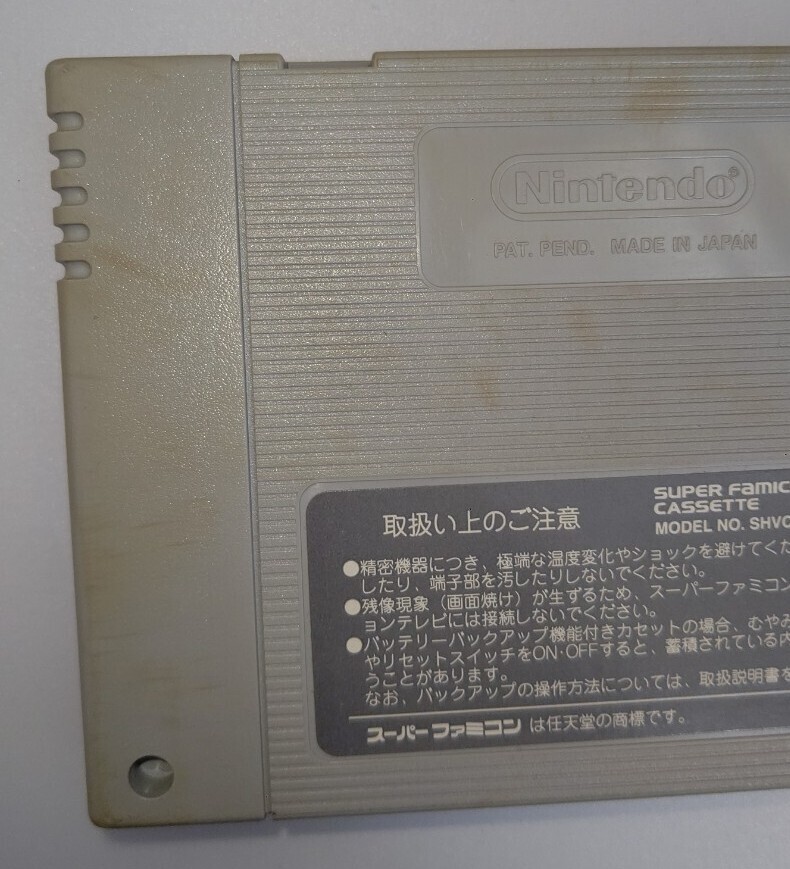 Nintendo®
PAT. PEND. MADE IN JAPAN
SUPER FAMIC
CASSETTE
MODEL NO. SHVC
取扱い上のご注意
●精密機器につき、極端な温度変化やショックを避けてくだ
したり、端子部を汚したりしないでください。
●残像現象（画面焼け）が生ずるため、スーパーファミコン
ョンテレビには接続しないでください。
●バッテリーバックアップ機能付きカセットの場合、むやみ
やリセットスイッチをON・OFFすると、蓄積されている内
うことがあります。
なお、バックアップの操作方法については、取扱説明書を
スーパーファミコン は任天堂の商標です。